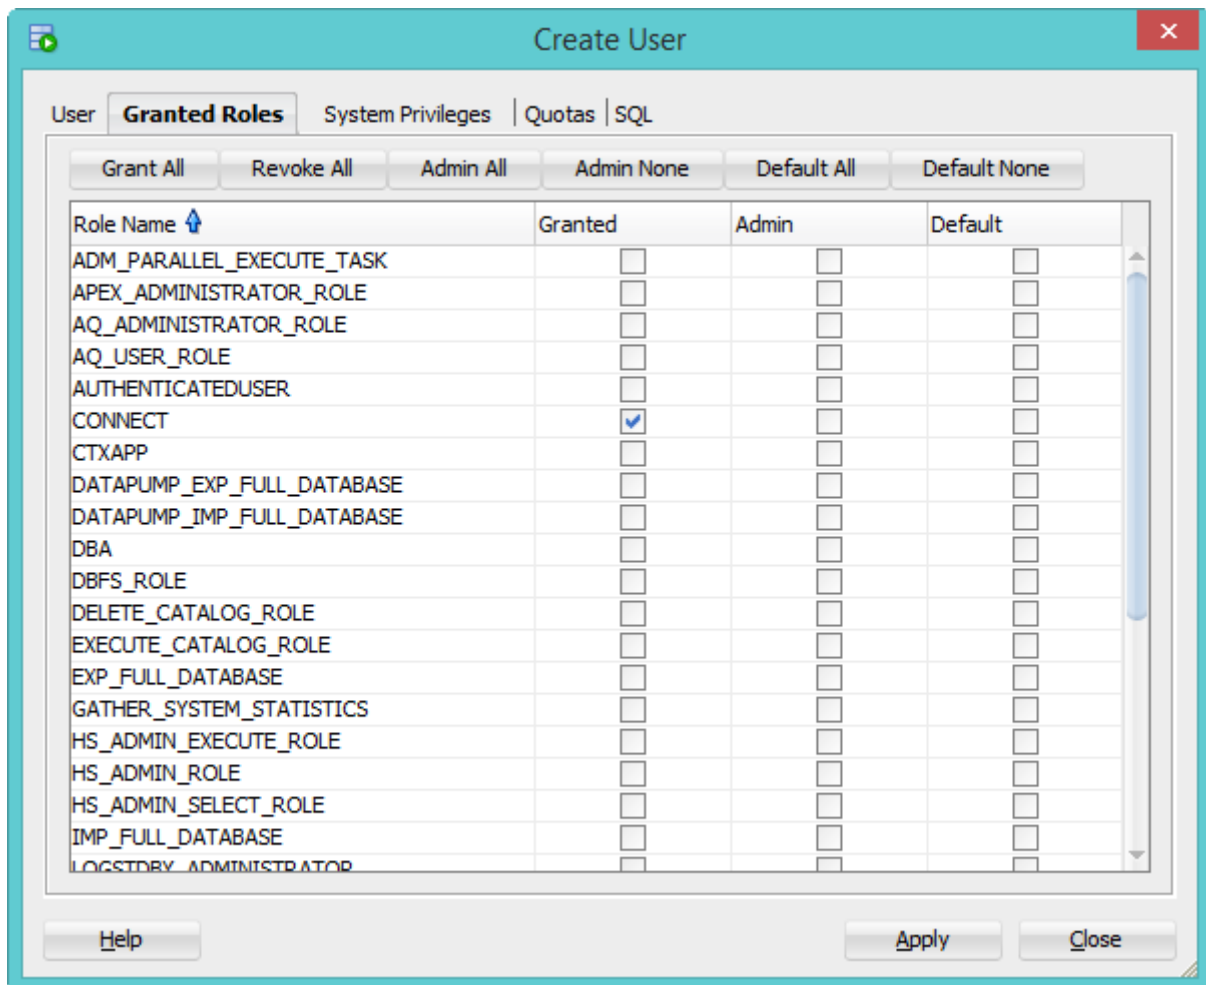 Create User
User Granted Roles System Privileges Quotas SQL
Grant All Revoke All Admin All Admin None Default All Default None
Role Name Granted Admin Default
ADM_PARALLEL_EXECUTE_TASK
APEX_ADMINISTRATOR_ROLE
AQ_ADMINISTRATOR_ROLE
AQ_USER_ROLE
AUTHENTICATEDUSER
CONNECT
CTXAPP
DATAPUMP_EXP_FULL_DATABASE
DATAPUMP_IMP_FULL_DATABASE
DBA
DBFS_ROLE
DELETE_CATALOG_ROLE
EXECUTE_CATALOG_ROLE
EXP_FULL_DATABASE
GATHER_SYSTEM_STATISTICS
HS_ADMIN_EXECUTE_ROLE
HS_ADMIN_ROLE
HS_ADMIN_SELECT_ROLE
IMP_FULL_DATABASE
LOGSTDBY_ADMINISTRATOR
Help Apply Close